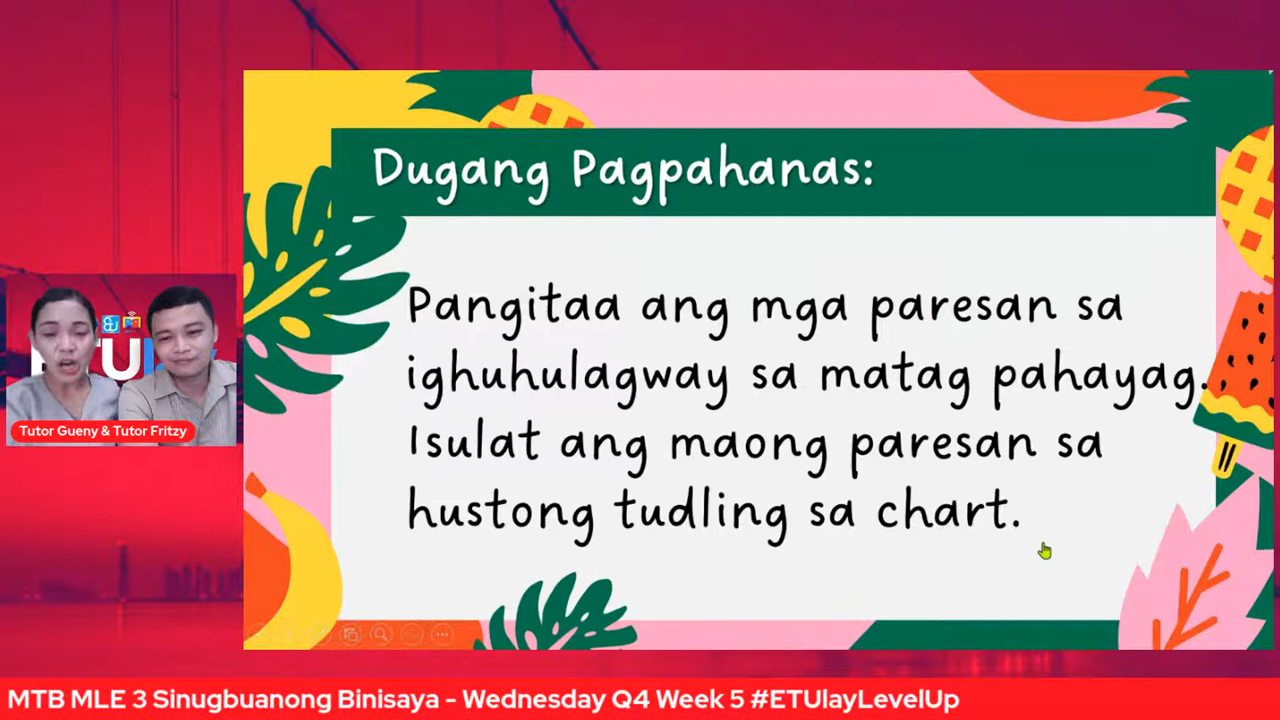 Dugang Pagpahanas:
Pangitaa ang mga paresan sa
ighuhulagway sa matag pahayag.
Isulat ang maong paresan sa
hustong tudling sa chart.
Tutor Gueny & Tutor Fritzy
MTB MLE 3 Sinugbuanong Binisaya - Wednesday Q4 Week 5 #ETUlayLevelUp